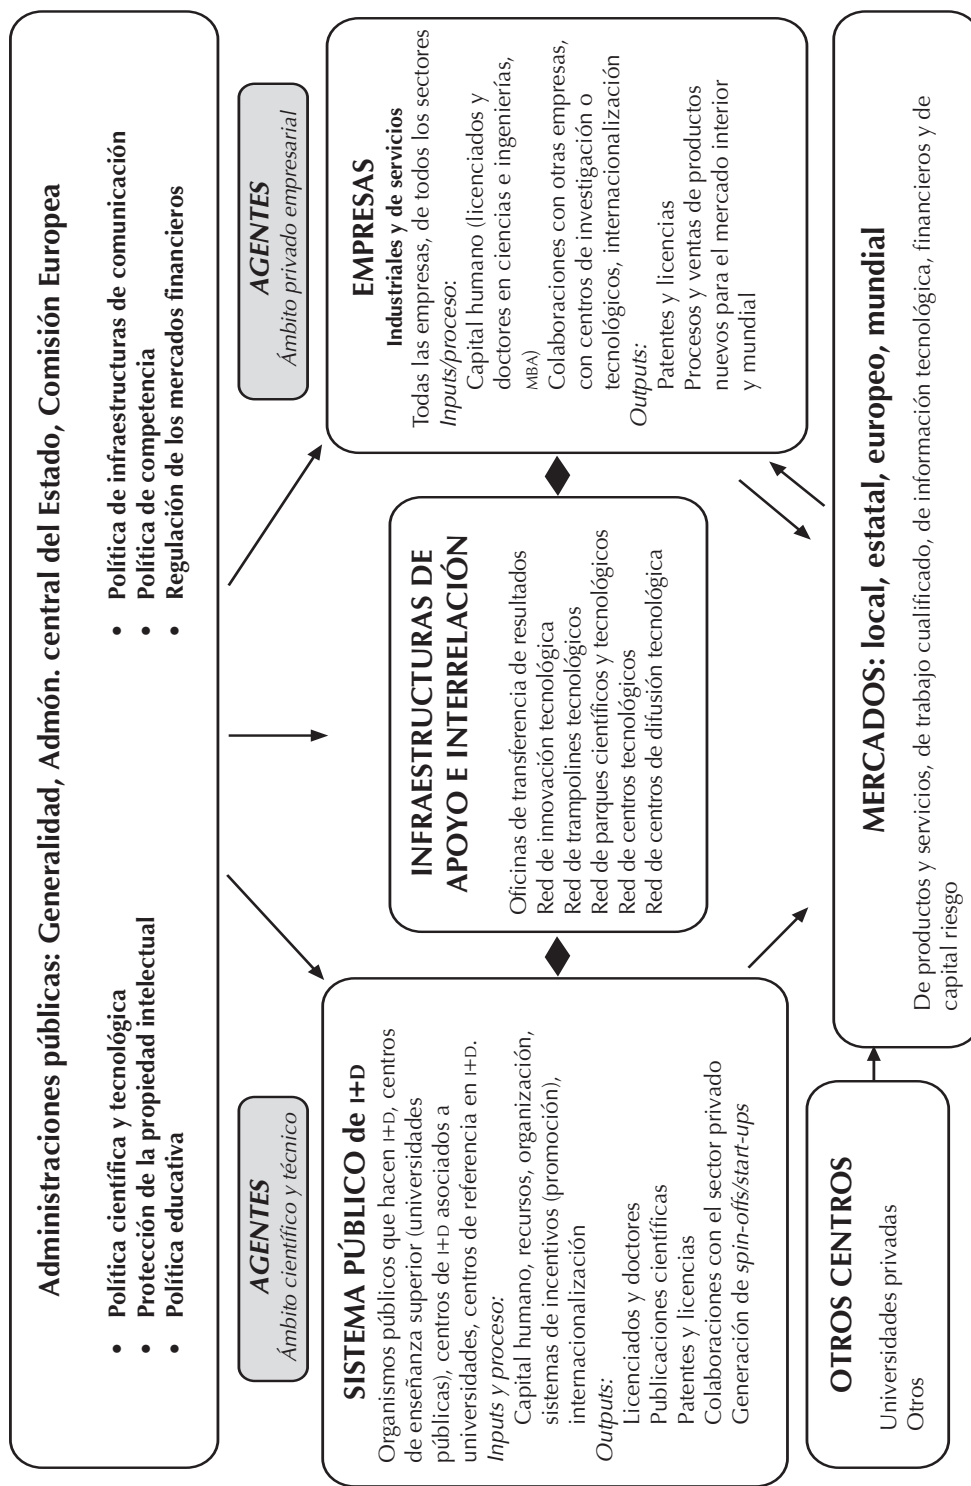 Administraciones públicas: Generalidad, Admón. central del Estado, Comisión Europea
• Política científica y tecnológica
• Protección de la propiedad intelectual
• Política educativa
• Política de infraestructuras de comunicación
• Política de competencia
• Regulación de los mercados financieros
AGENTES
Ámbito científico y técnico
SISTEMA PÚBLICO de I+D
Organismos públicos que hacen I+D, centros
de enseñanza superior (universidades
públicas), centros de I+D asociados a
universidades, centros de referencia en I+D.
Inputs y proceso:
Capital humano, recursos, organización,
sistemas de incentivos (promoción),
internacionalización
Outputs:
Licenciados y doctores
Publicaciones científicas
Patentes y licencias
Colaboraciones con el sector privado
Generación de spin-offs/start-ups
INFRAESTRUCTURAS DE
APOYO E INTERRELACIÓN
Oficinas de transferencia de resultados
Red de innovación tecnológica
Red de trampolines tecnológicos
Red de parques científicos y tecnológicos
Red de centros tecnológicos
Red de centros de difusión tecnológica
AGENTES
Ámbito privado empresarial
EMPRESAS
Industriales y de servicios
Todas las empresas, de todos los sectores
Inputs/proceso:
Capital humano (licenciados y
doctores en ciencias e ingenierías,
MBA)
Colaboraciones con otras empresas,
con centros de investigación o
tecnológicos, internacionalización
Outputs:
Patentes y licencias
Procesos y ventas de productos
nuevos para el mercado interior
y mundial
OTROS CENTROS
Universidades privadas
Otros
MERCADOS: local, estatal, europeo, mundial
De productos y servicios, de trabajo cualificado, de información tecnológica, financieros y de
capital riesgo